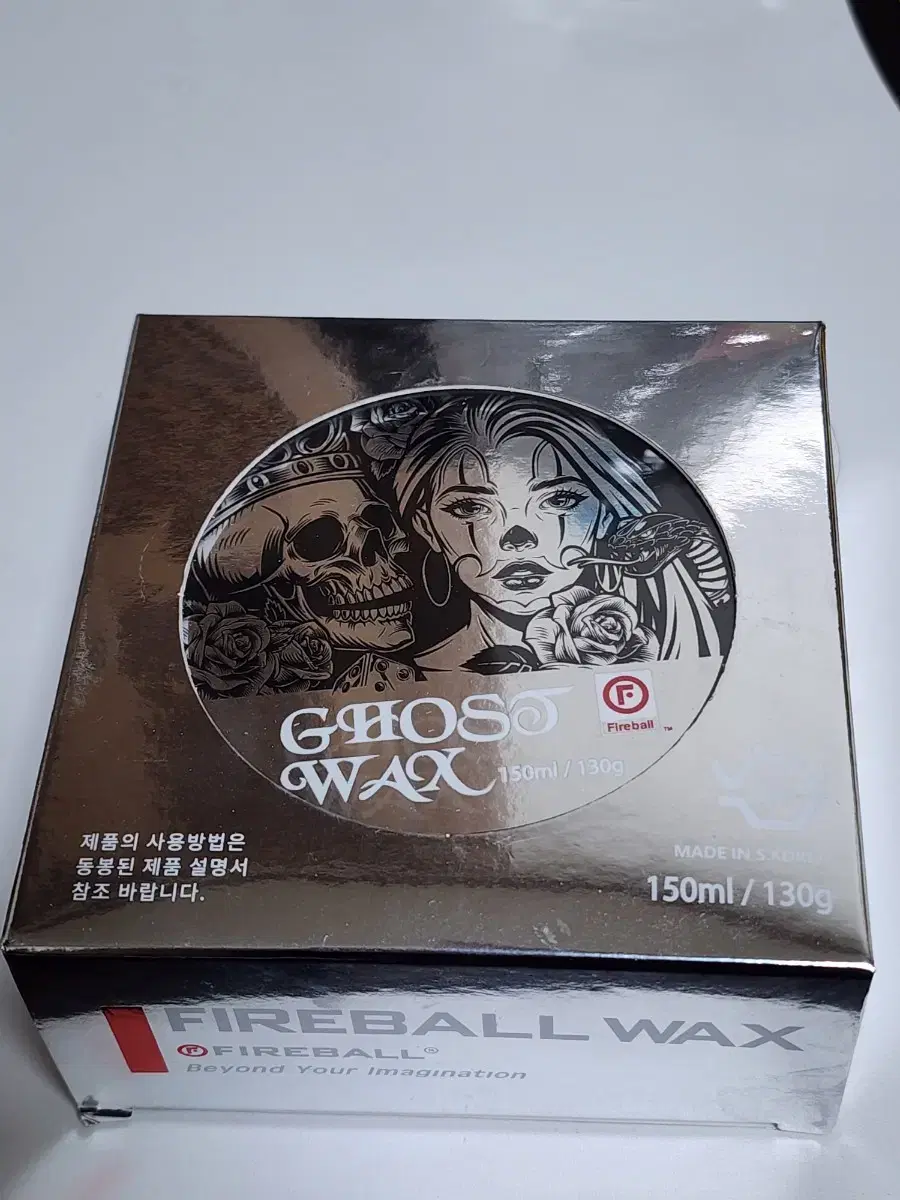 GHOST
WAX
150ml / 130g
Fireball ™
제품의 사용방법은
동봉된 제품 설명서
참조 바랍니다.
MADE IN
150ml / 130g
FIREBALL WAX
FIREBALL®
Beyond Your Imagination